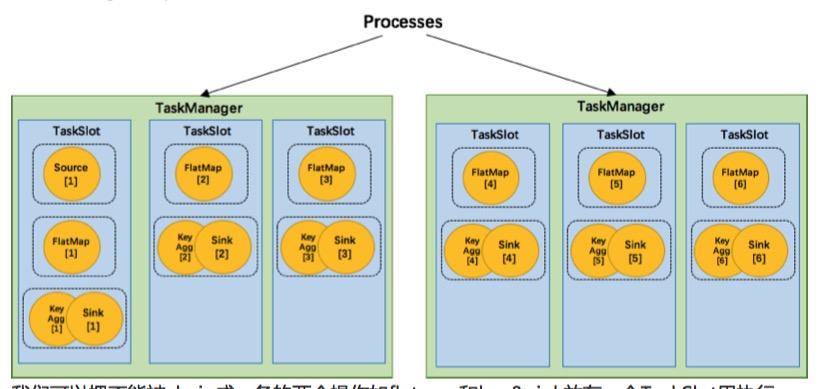 Processes
TaskManager
TaskSlot
Source
[1]
FlatMap
[1]
Key
Agg
[1]
Sink
[1]
TaskSlot
FlatMap
[2]
Key
Agg
[2]
Sink
[2]
TaskSlot
FlatMap
[3]
Key
Agg
[3]
Sink
[3]
TaskManager
TaskSlot
FlatMap
[4]
Key
Agg
[4]
Sink
[4]
TaskSlot
FlatMap
[5]
Key
Agg
[5]
Sink
[5]
TaskSlot
FlatMap
[6]
Key
Agg
[6]
Sink
[6]